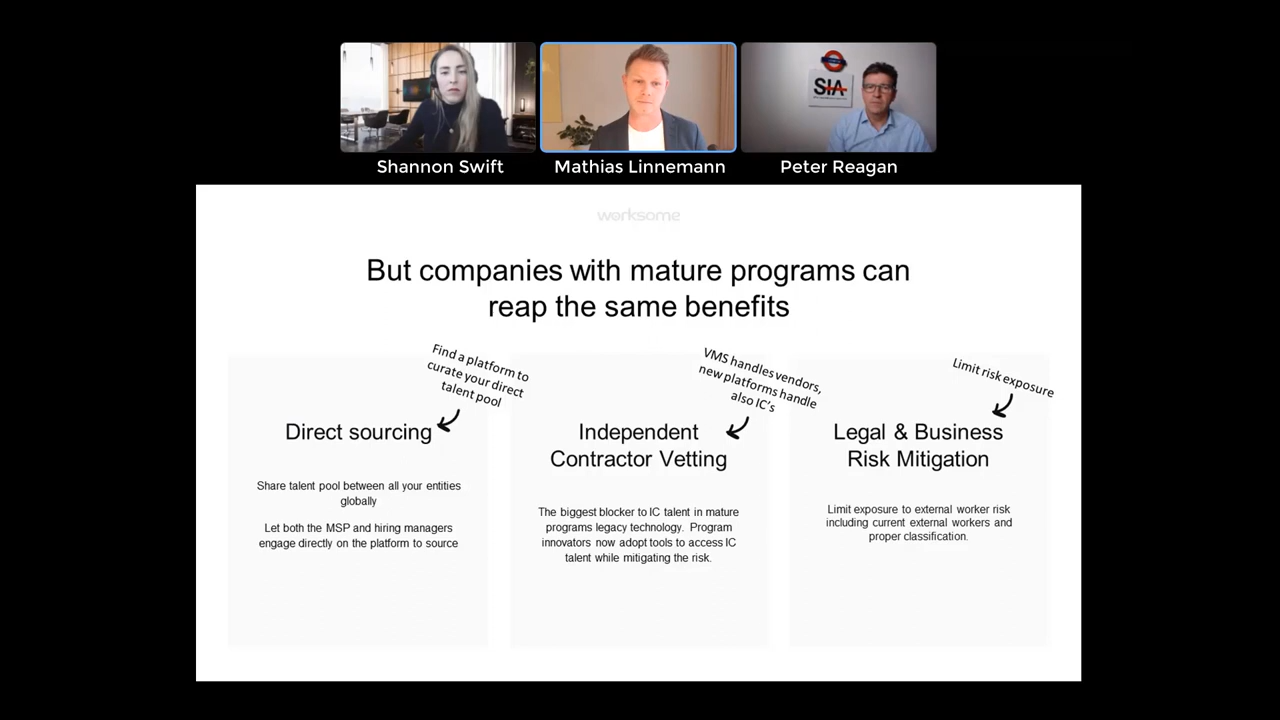 SIA
Shannon Swift
Mathias Linnemann
Peter Reagan
worksome
But companies with mature programs can
reap the same benefits
Find a platform to
curate your direct
talent pool
Direct sourcing
Share talent pool between all your entities
globally
Let both the MSP and hiring managers
engage directly on the platform to source
VMS handles vendors,
new platforms handle
also IC's
Independent
Contractor Vetting
The biggest blocker to IC talent in mature
programs legacy technology. Program
innovators now adopt tools to access IC
talent while mitigating the risk.
Limit risk exposure
Legal & Business
Risk Mitigation
Limit exposure to external worker risk
including current external workers and
proper classification.